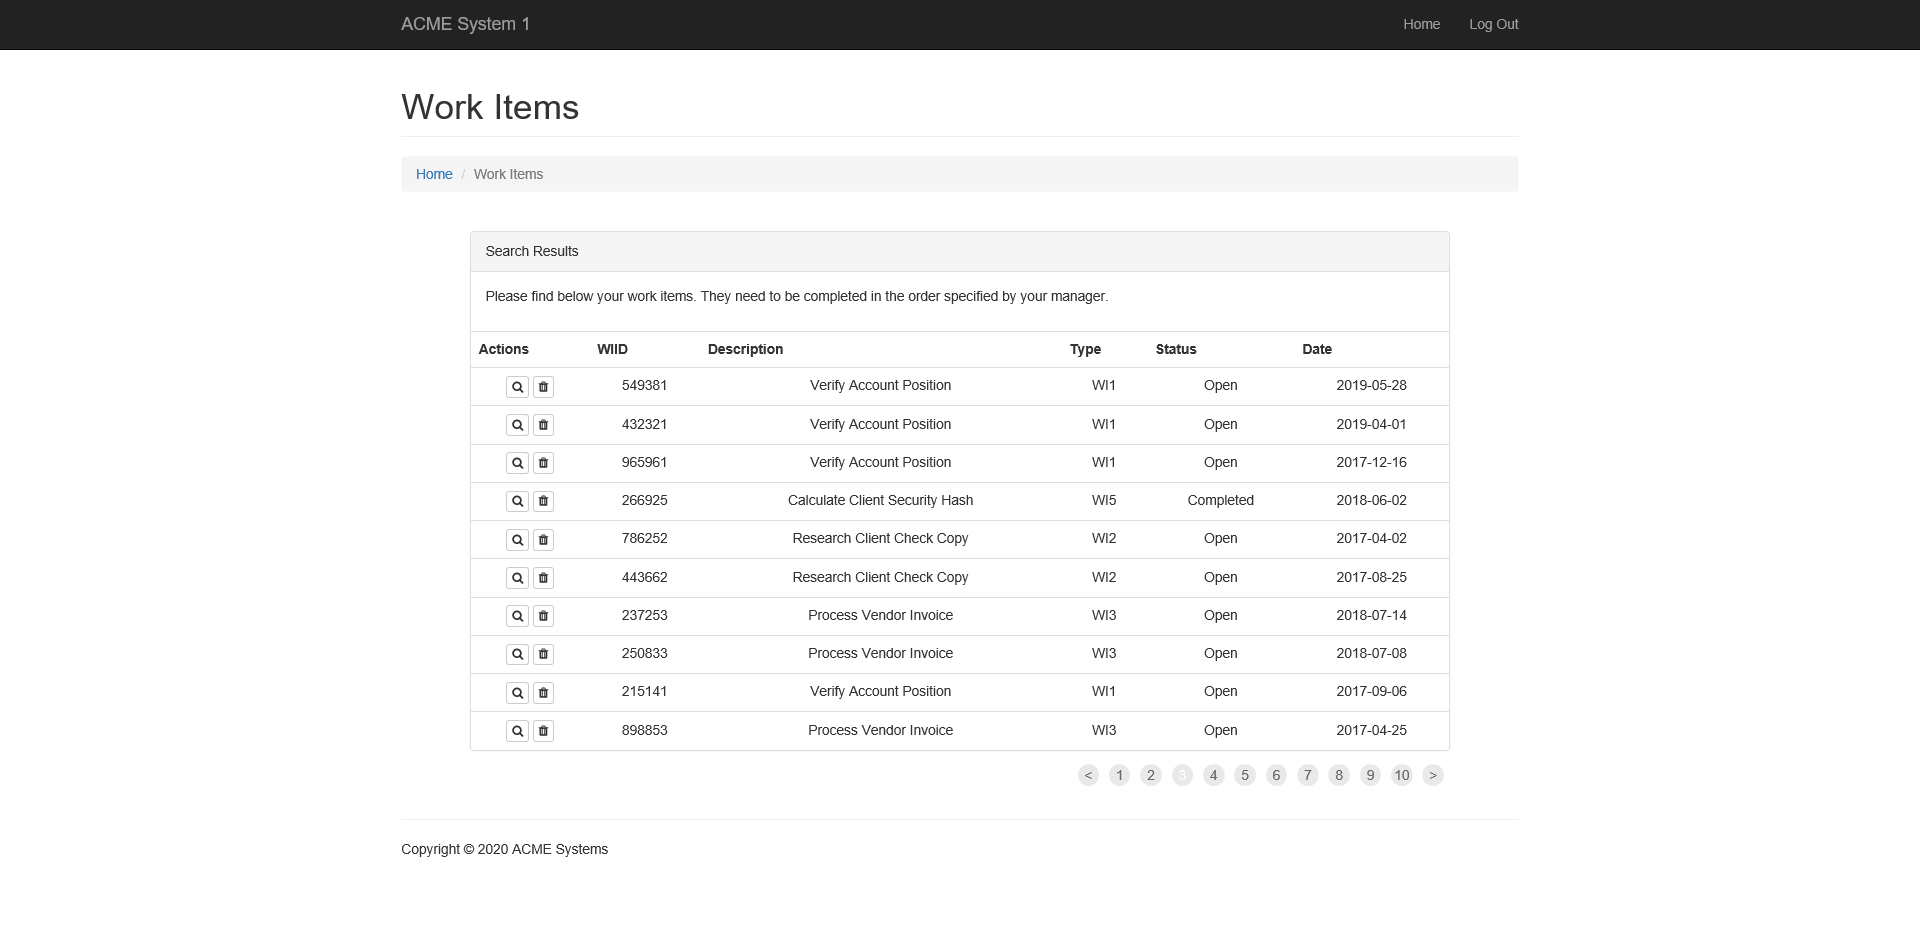 ACME System 1 Home Log Out
Work Items
Home / Work Items
Search Results
Please find below your work items. They need to be completed in the order specified by your manager.
Actions WIID Description Type Status Date
549381 Verify Account Position WI1 Open 2019-05-28
432321 Verify Account Position WI1 Open 2019-04-01
965961 Verify Account Position WI1 Open 2017-12-16
266925 Calculate Client Security Hash WI5 Completed 2018-06-02
786252 Research Client Check Copy WI2 Open 2017-04-02
443662 Research Client Check Copy WI2 Open 2017-08-25
237253 Process Vendor Invoice WI3 Open 2018-07-14
250833 Process Vendor Invoice WI3 Open 2018-07-08
215141 Verify Account Position WI1 Open 2017-09-06
898853 Process Vendor Invoice WI3 Open 2017-04-25
< 1 2 3 4 5 6 7 8 9 10 >
Copyright © 2020 ACME Systems